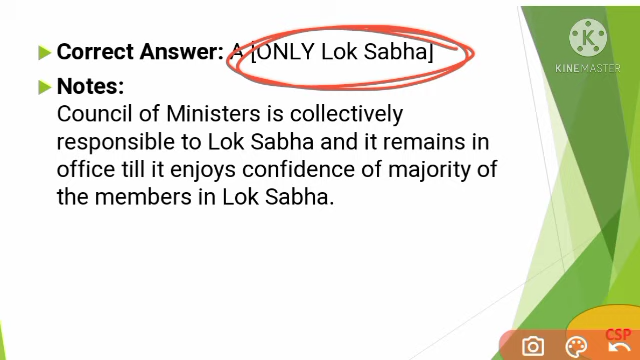 Correct Answer: A [ONLY Lok Sabha]
Notes:
Council of Ministers is collectively
responsible to Lok Sabha and it remains in
office till it enjoys confidence of majority of
the members in Lok Sabha.
KINEMASTER
CSP